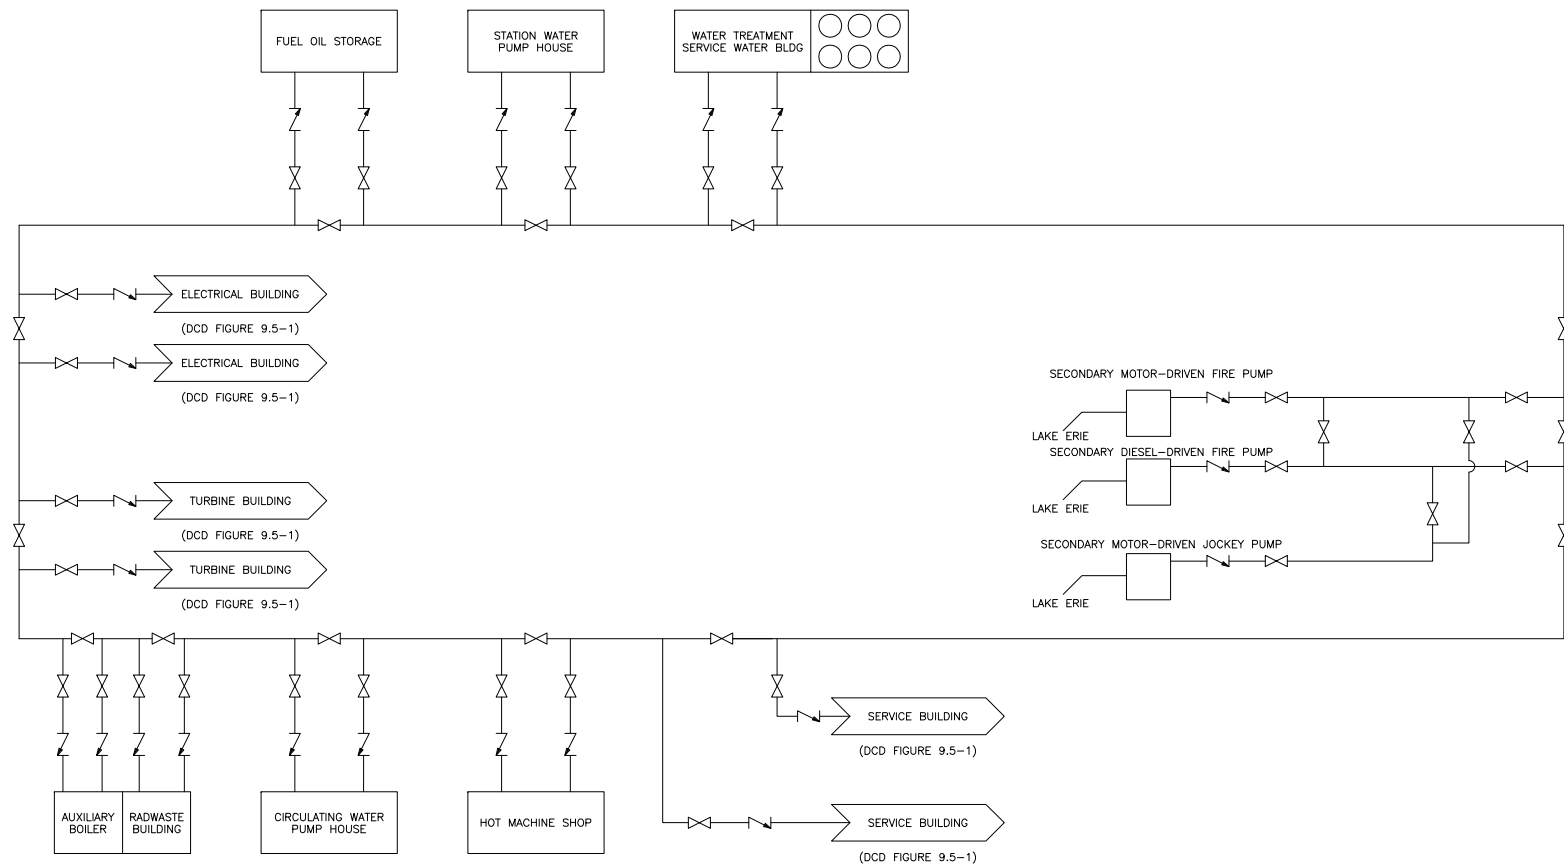 FUEL OIL STORAGE
STATION WATER
PUMP HOUSE
WATER TREATMENT
SERVICE WATER BLDG
ELECTRICAL BUILDING
(DCD FIGURE 9.5-1)
ELECTRICAL BUILDING
(DCD FIGURE 9.5-1)
TURBINE BUILDING
(DCD FIGURE 9.5-1)
TURBINE BUILDING
(DCD FIGURE 9.5-1)
SECONDARY MOTOR-DRIVEN FIRE PUMP
LAKE ERIE
SECONDARY DIESEL-DRIVEN FIRE PUMP
LAKE ERIE
SECONDARY MOTOR-DRIVEN JOCKEY PUMP
LAKE ERIE
AUXILIARY
BOILER
RADWASTE
BUILDING
CIRCULATING WATER
PUMP HOUSE
HOT MACHINE SHOP
SERVICE BUILDING
(DCD FIGURE 9.5-1)
SERVICE BUILDING
(DCD FIGURE 9.5-1)